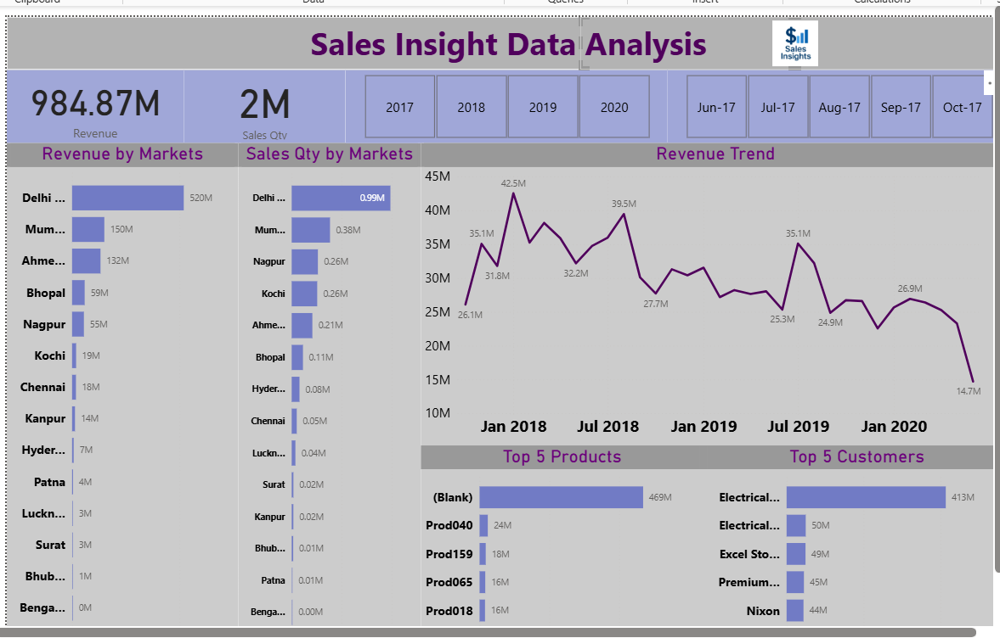 Clipboard
Data
Queries
Insert
Calculations
Sales Insight Data Analysis
$
Sales
Insights
984.87M
Revenue
2M
Sales Qty
2017
2018
2019
2020
Jun-17
Jul-17
Aug-17
Sep-17
Oct-17
Revenue by Markets
Delhi ... 520M
Mum... 150M
Ahme... 132M
Bhopal 59M
Nagpur 55M
Kochi 19M
Chennai 18M
Kanpur 14M
Hyder... 7M
Patna 4M
Luckn... 3M
Surat 3M
Bhub... 1M
Benga... 0M
Sales Qty by Markets
Delhi ... 0.99M
Mum... 0.38M
Nagpur 0.26M
Kochi 0.26M
Ahme... 0.21M
Bhopal 0.11M
Hyder... 0.08M
Chennai 0.05M
Luckn... 0.04M
Surat 0.02M
Kanpur 0.02M
Bhub... 0.01M
Patna 0.01M
Benga... 0.00M
Revenue Trend
45M
40M
35M
30M
25M
20M
15M
10M
26.1M
35.1M
31.8M
42.5M
32.2M
39.5M
27.7M
25.3M
35.1M
24.9M
26.9M
14.7M
Jan 2018
Jul 2018
Jan 2019
Jul 2019
Jan 2020
Top 5 Products
(Blank) 469M
Prod040 24M
Prod159 18M
Prod065 16M
Prod018 16M
Top 5 Customers
Electrical... 413M
Electrical... 50M
Excel Sto... 49M
Premium... 45M
Nixon 44M